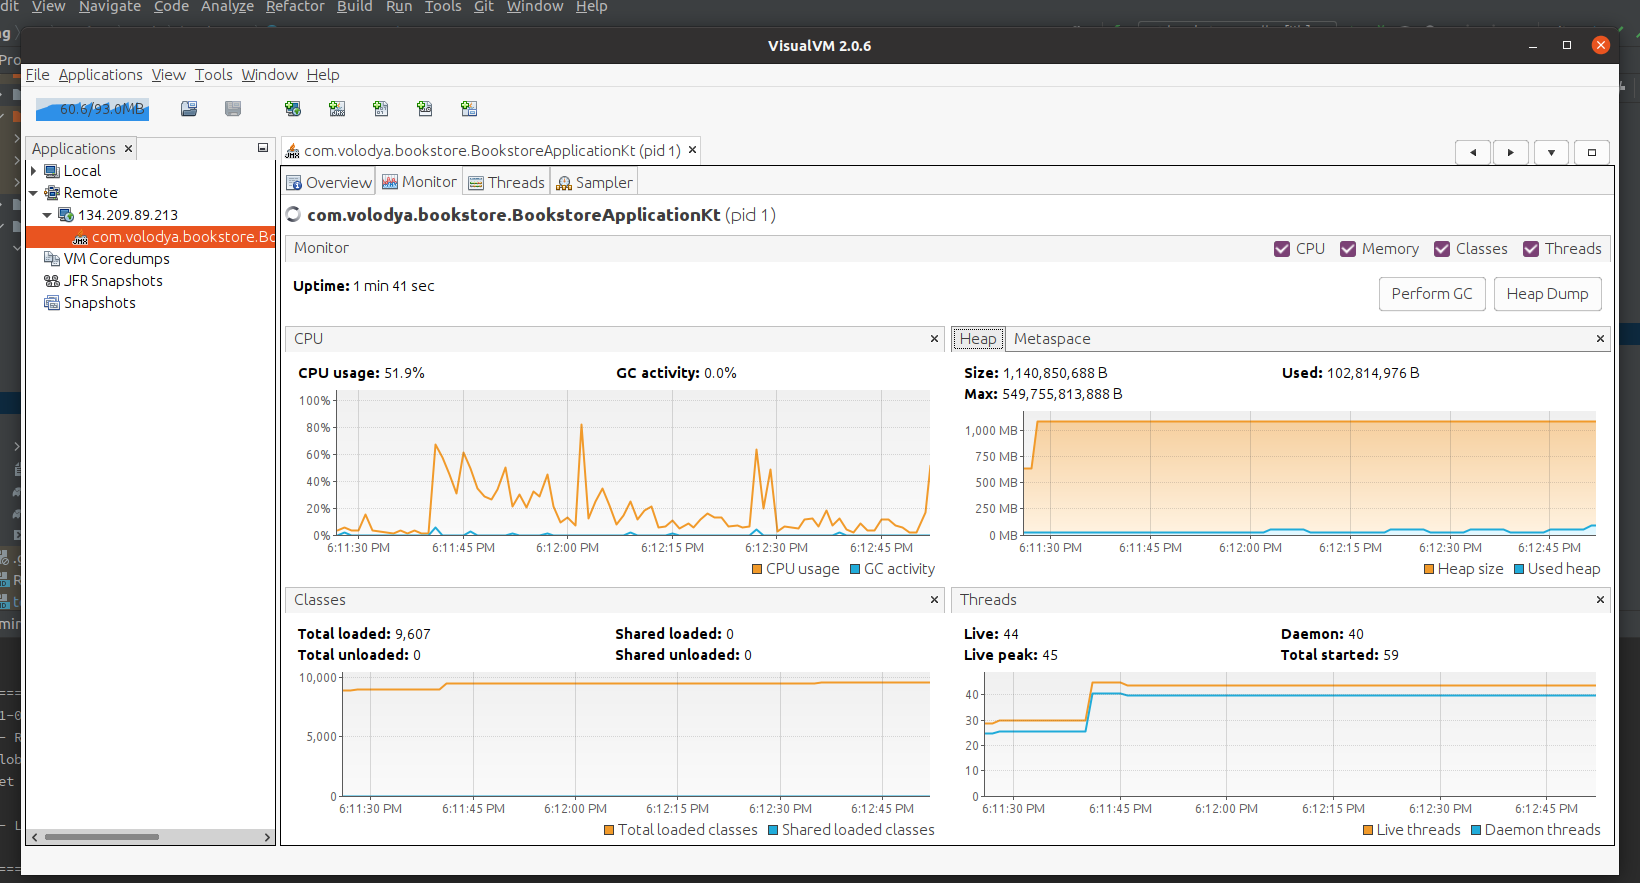 dit View Navigate Code Analyze Refactor Build Run Tools Git Window Help
VisualVM 2.0.6
File Applications View Tools Window Help
60.6/93.0MB
Applications
com.volodya.bookstore.BookstoreApplicationKt (pid 1)
Local
Remote
134.209.89.213
com.volodya.bookstore.Bo
VM Coredumps
JFR Snapshots
Snapshots
Overview Monitor Threads Sampler
com.volodya.bookstore.BookstoreApplicationKt (pid 1)
Monitor
CPU Memory Classes Threads
Uptime: 1 min 41 sec
Perform GC Heap Dump
CPU
CPU usage: 51.9% GC activity: 0.0%
100%
80%
60%
40%
20%
0%
6:11:30 PM 6:11:45 PM 6:12:00 PM 6:12:15 PM 6:12:30 PM 6:12:45 PM
CPU usage GC activity
Heap Metaspace
Size: 1,140,850,688 B Used: 102,814,976 B
Max: 549,755,813,888 B
1,000 MB
750 MB
500 MB
250 MB
0 MB
6:11:30 PM 6:11:45 PM 6:12:00 PM 6:12:15 PM 6:12:30 PM 6:12:45 PM
Heap size Used heap
Classes
Total loaded: 9,607 Shared loaded: 0
Total unloaded: 0 Shared unloaded: 0
10,000
5,000
0
6:11:30 PM 6:11:45 PM 6:12:00 PM 6:12:15 PM 6:12:30 PM 6:12:45 PM
Total loaded classes Shared loaded classes
Threads
Live: 44 Daemon: 40
Live peak: 45 Total started: 59
40
30
20
10
0
6:11:30 PM 6:11:45 PM 6:12:00 PM 6:12:15 PM 6:12:30 PM 6:12:45 PM
Live threads Daemon threads